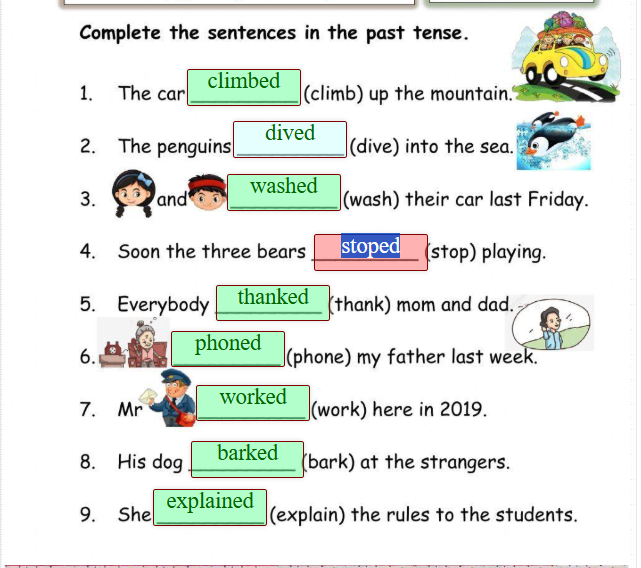 Complete the sentences in the past tense.
1. The car climbed (climb) up the mountain.
2. The penguins dived (dive) into the sea.
3. and washed (wash) their car last Friday.
4. Soon the three bears stoped (stop) playing.
5. Everybody thanked (thank) mom and dad.
6. phoned (phone) my father last week.
7. Mr worked (work) here in 2019.
8. His dog barked (bark) at the strangers.
9. She explained (explain) the rules to the students.